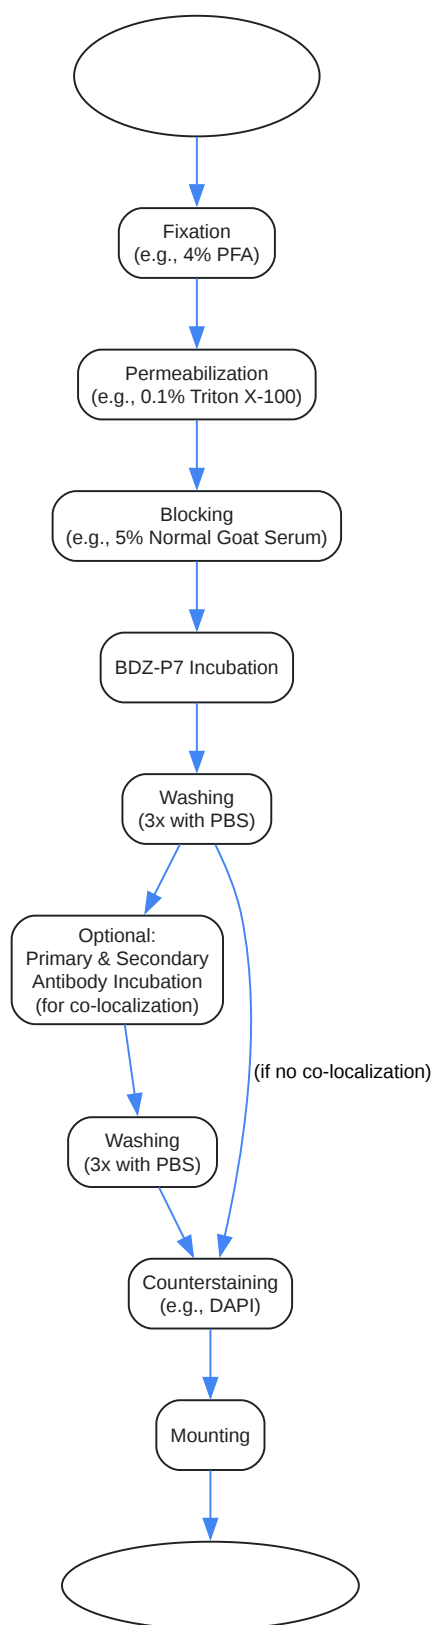 Fixation
(e.g., 4% PFA)
Permeabilization
(e.g., 0.1% Triton X-100)
Blocking
(e.g., 5% Normal Goat Serum)
BDZ-P7 Incubation
Washing
(3x with PBS)
Optional:
Primary & Secondary
Antibody Incubation
(for co-localization)
(if no co-localization)
Washing
(3x with PBS)
Counterstaining
(e.g., DAPI)
Mounting